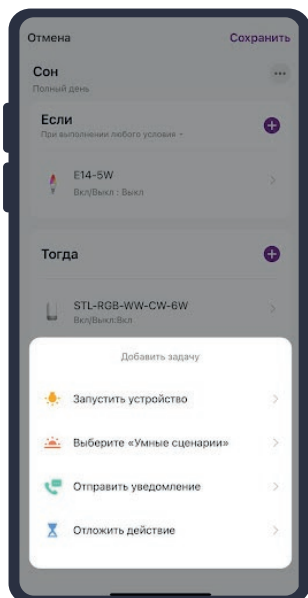 Отмена Сохранить
Сон
Полный день
Если
При выполнении любого условия
E14-5W
Вкл/Выкл : Выкл
Тогда
STL-RGB-WW-CW-6W
Вкл/Выкл:Вкл
Добавить задачу
Запустить устройство
Выберите «Умные сценарии»
Отправить уведомление
Отложить действие